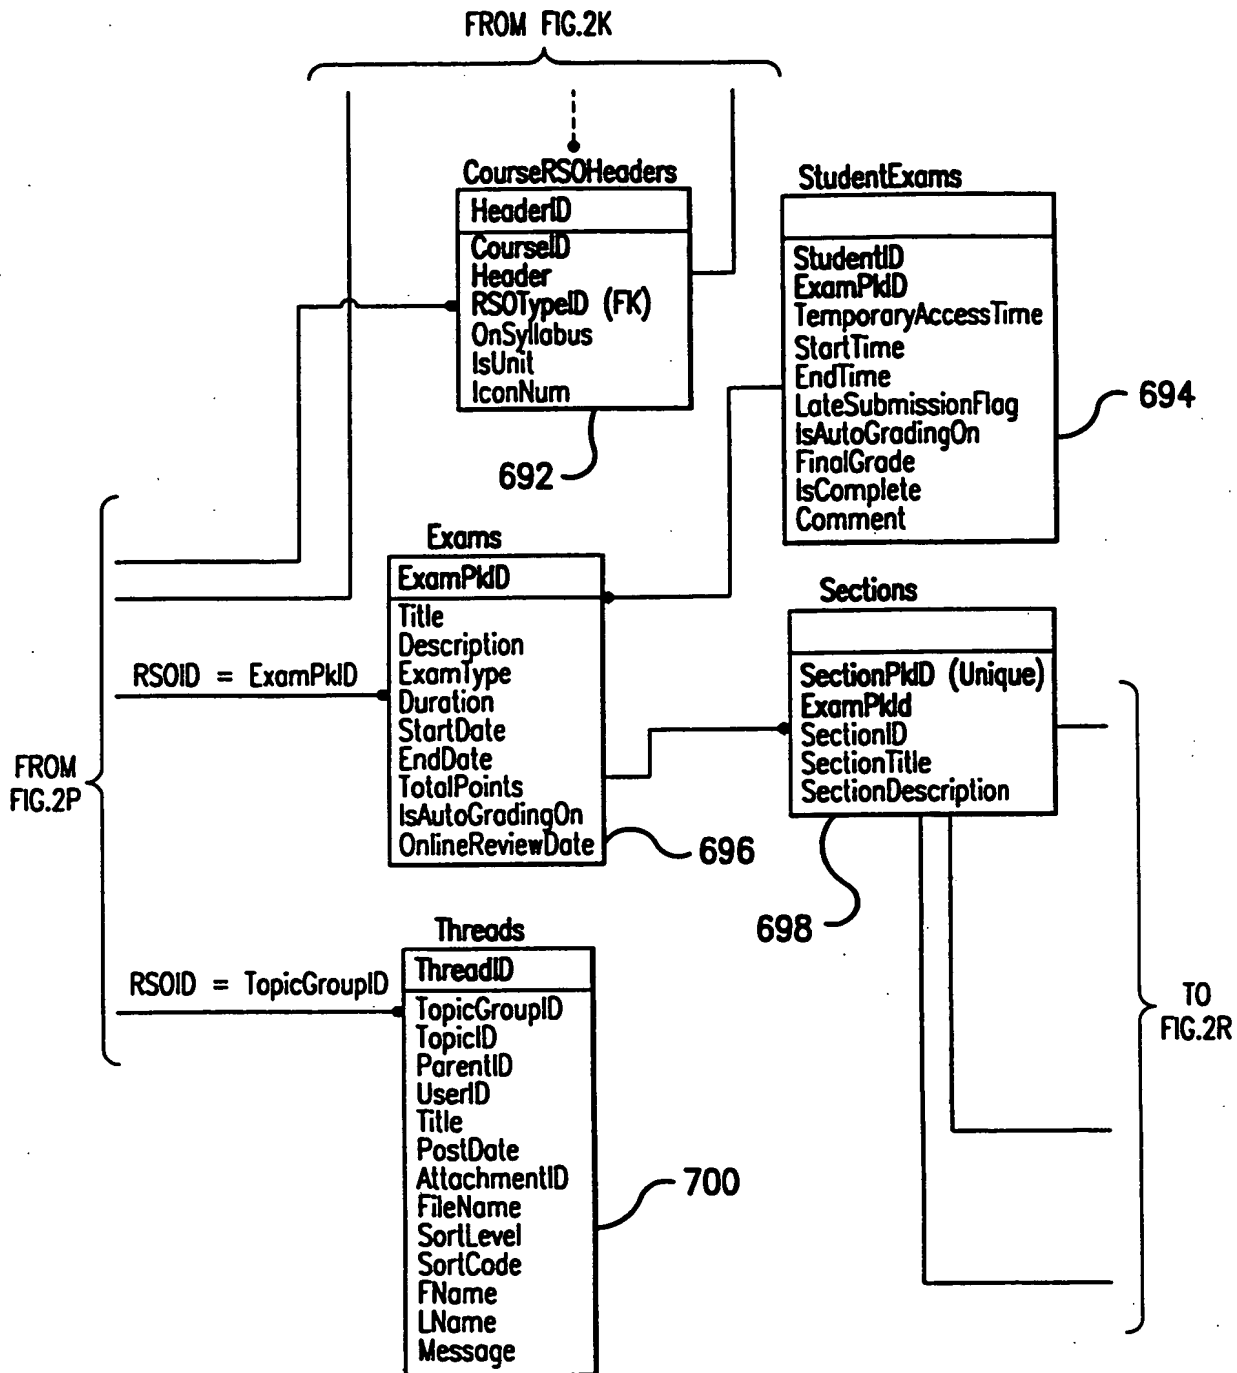 FROM FIG.2K
CourseRSOHeaders
HeaderID
CourseID
Header
RSOTypeID (FK)
OnSyllabus
IsUnit
IconNum
692
StudentExams
StudentID
ExamPkID
TemporaryAccessTime
StartTime
EndTime
LateSubmissionFlag
IsAutoGradingOn
FinalGrade
IsComplete
Comment
694
FROM
FIG.2P
RSOID = ExamPkID
Exams
ExamPkID
Title
Description
ExamType
Duration
StartDate
EndDate
TotalPoints
IsAutoGradingOn
OnlineReviewDate
696
Sections
SectionPkID (Unique)
ExamPkId
SectionID
SectionTitle
SectionDescription
698
RSOID = TopicGroupID
Threads
ThreadID
TopicGroupID
TopicID
ParentID
UserID
Title
PostDate
AttachmentID
FileName
SortLevel
SortCode
FName
LName
Message
700
TO
FIG.2R